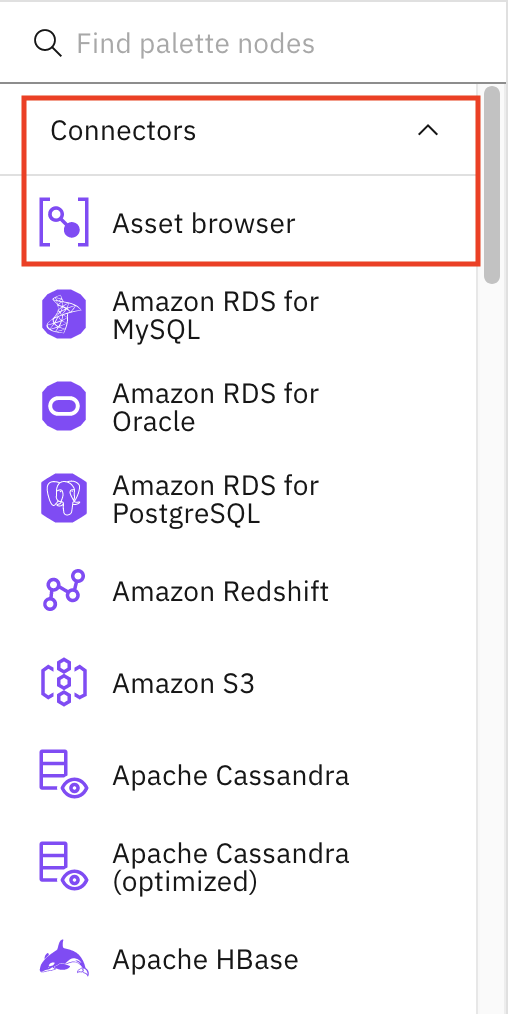 Find palette nodes
Connectors
Asset browser
Amazon RDS for
MySQL
Amazon RDS for
Oracle
Amazon RDS for
PostgreSQL
Amazon Redshift
Amazon S3
Apache Cassandra
Apache Cassandra
(optimized)
Apache HBase